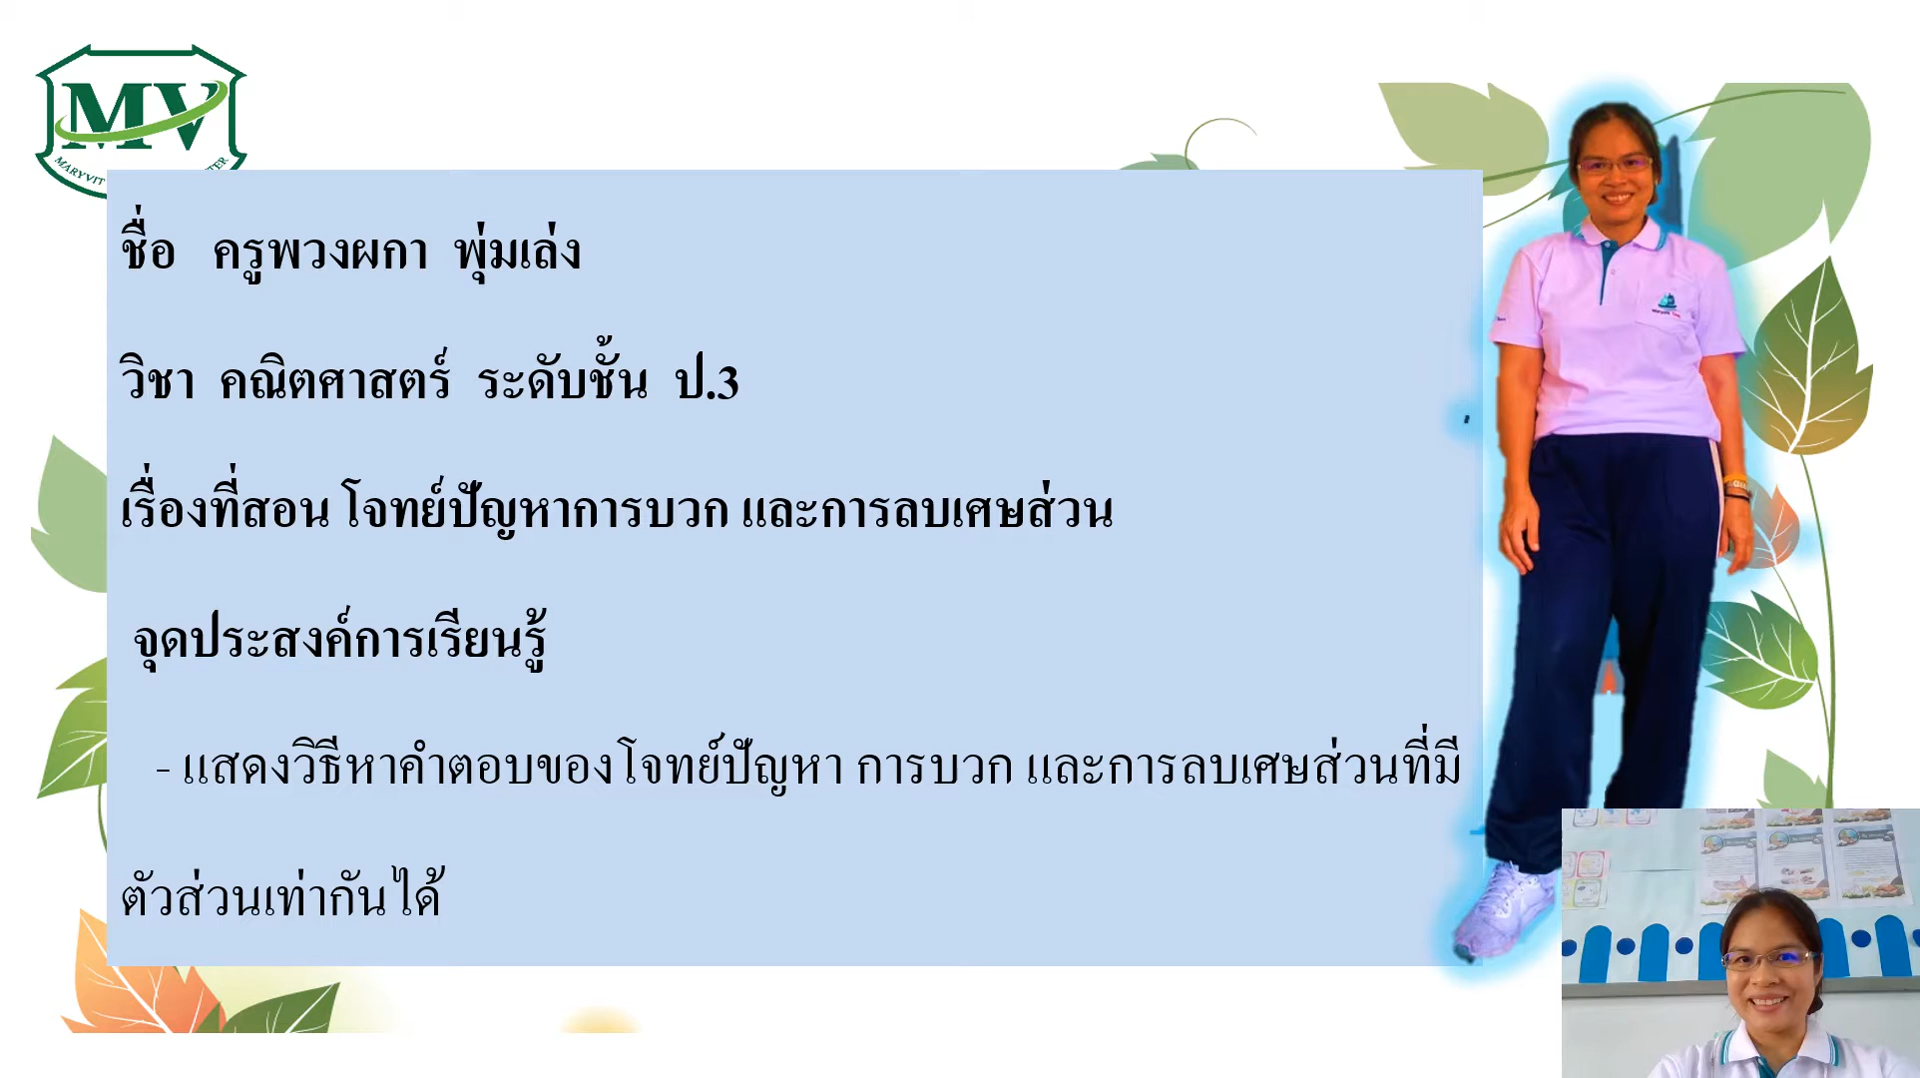 MV
MARYVIT
ชื่อ ครูพวงผกา พุ่มเล่ง
วิชา คณิตศาสตร์ ระดับชั้น ป.3
เรื่องที่สอน โจทย์ปัญหาการบวก และการลบเศษส่วน
จุดประสงค์การเรียนรู้
- แสดงวิธีหาคำตอบของโจทย์ปัญหา การบวก และการลบเศษส่วนที่มี
ตัวส่วนเท่ากันได้